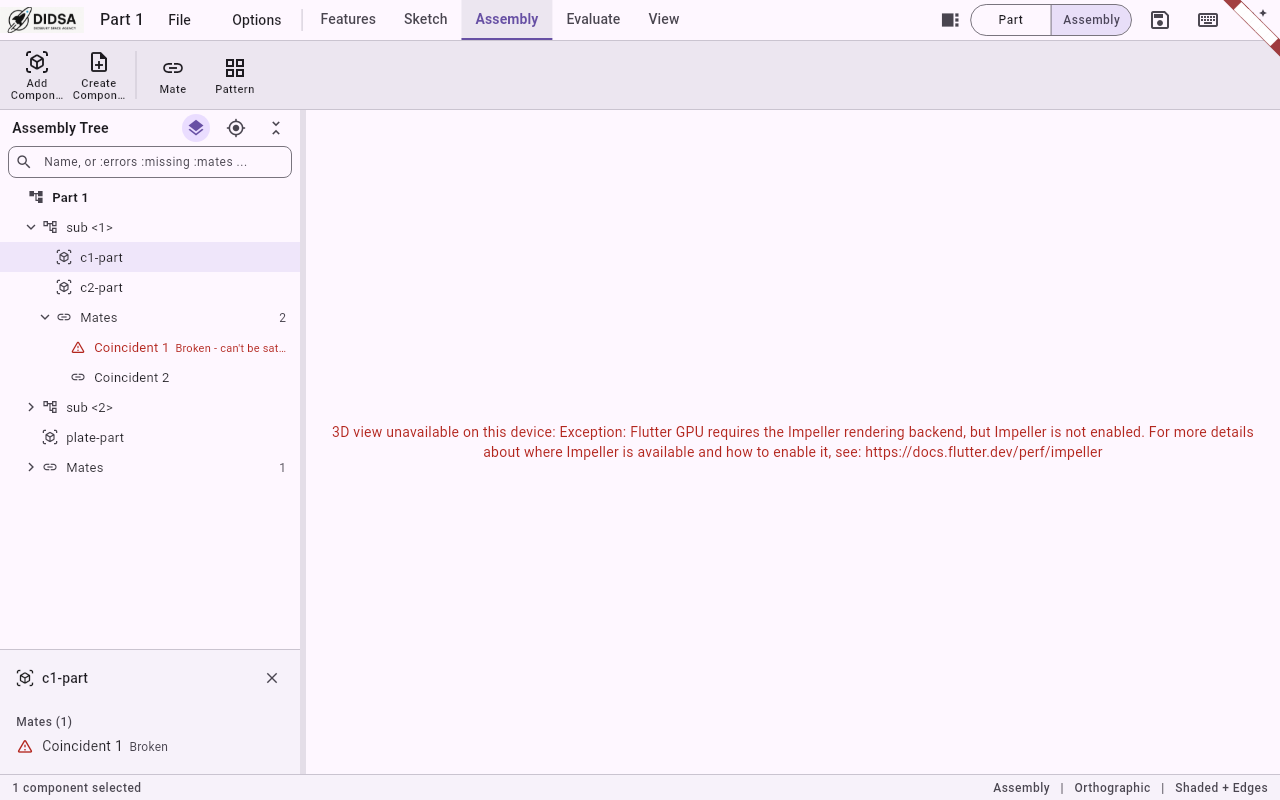 DIDSA
Part 1
File
Options
Features
Sketch
Assembly
Evaluate
View
Part
Assembly
Add
Compon...
Create
Compon...
Mate
Pattern
Assembly Tree
Name, or :errors :missing :mates ...
Part 1
sub <1>
c1-part
c2-part
Mates 2
Coincident 1 Broken - can't be sat...
Coincident 2
sub <2>
plate-part
Mates 1
3D view unavailable on this device: Exception: Flutter GPU requires the Impeller rendering backend, but Impeller is not enabled. For more details
about where Impeller is available and how to enable it, see: https://docs.flutter.dev/perf/impeller
c1-part
Mates (1)
Coincident 1 Broken
1 component selected
Assembly | Orthographic | Shaded + Edges